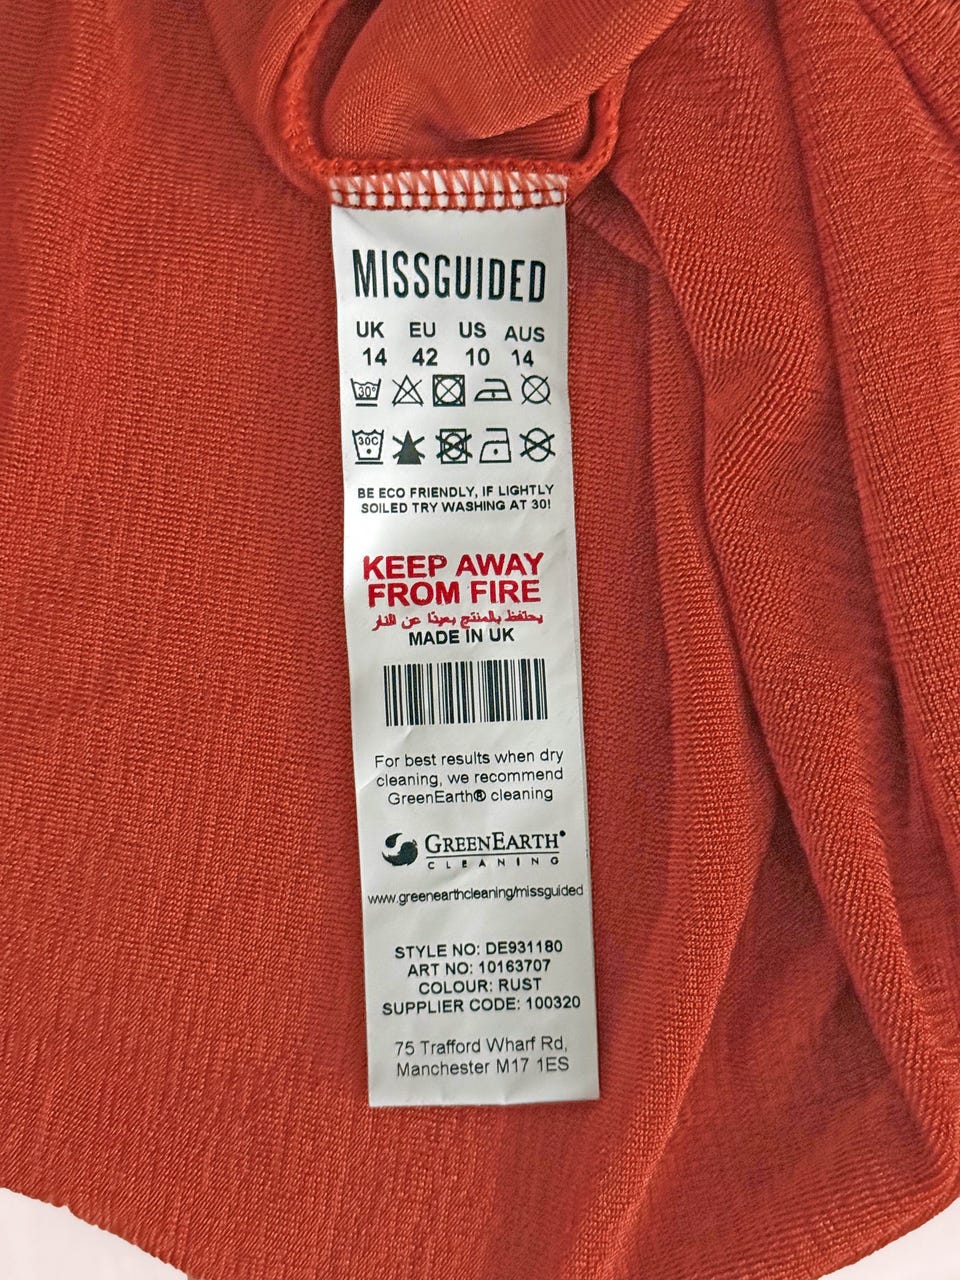 MISSGUIDED
UK EU US AUS
14 42 10 14
30°
30C
BE ECO FRIENDLY, IF LIGHTLY
SOILED TRY WASHING AT 30!
KEEP AWAY
FROM FIRE
يحتفظ بالمنتج بعيدًا عن النار
MADE IN UK
For best results when dry
cleaning, we recommend
GreenEarth® cleaning
GREENEARTH®
CLEANING
www.greenearthcleaning/missguided
STYLE NO: DE931180
ART NO: 10163707
COLOUR: RUST
SUPPLIER CODE: 100320
75 Trafford Wharf Rd,
Manchester M17 1ES